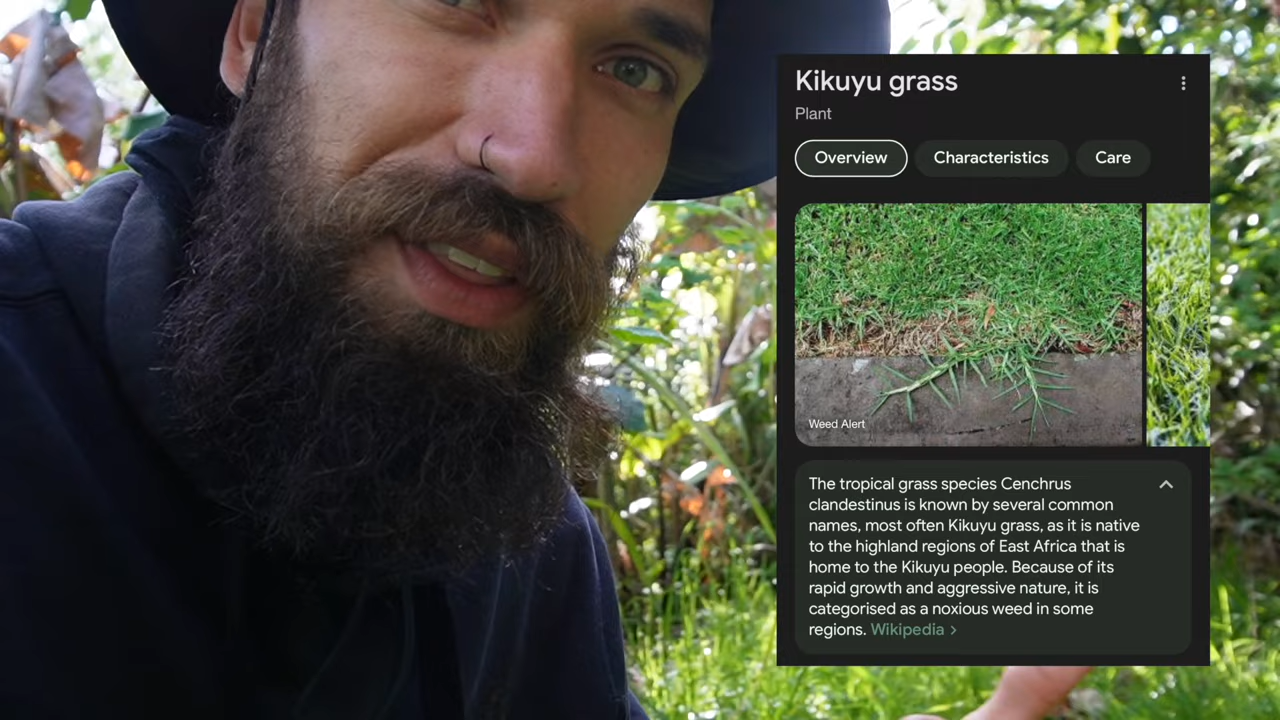 Kikuyu grass
Plant
Overview
Characteristics
Care
Weed Alert
The tropical grass species Cenchrus
clandestinus is known by several common
names, most often Kikuyu grass, as it is native
to the highland regions of East Africa that is
home to the Kikuyu people. Because of its
rapid growth and aggressive nature, it is
categorised as a noxious weed in some
regions. Wikipedia >